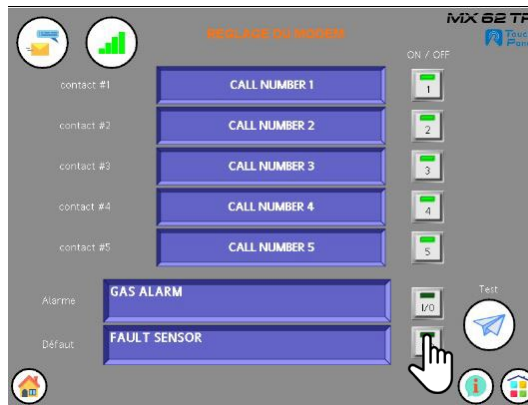 MX 62 TP
REGLAGE DU MODEM
Touch
Panel
ON / OFF
contact #1
CALL NUMBER 1
1
contact #2
CALL NUMBER 2
2
contact #3
CALL NUMBER 3
3
contact #4
CALL NUMBER 4
4
contact #5
CALL NUMBER 5
5
Alarme
GAS ALARM
I/O
Test
Défaut
FAULT SENSOR